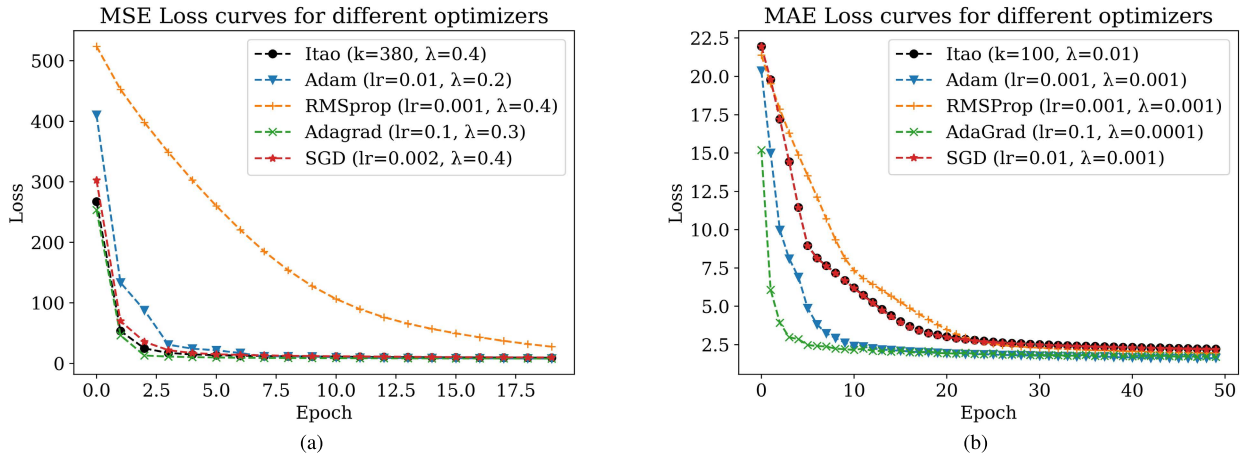 MSE Loss curves for different optimizers
500
400
300
200
100
0
Loss
Itao (k=380, λ=0.4)
Adam (lr=0.01, λ=0.2)
RMSprop (lr=0.001, λ=0.4)
Adagrad (lr=0.1, λ=0.3)
SGD (lr=0.002, λ=0.4)
0.0 2.5 5.0 7.5 10.0 12.5 15.0 17.5
Epoch
(a)
MAE Loss curves for different optimizers
22.5
20.0
17.5
15.0
12.5
10.0
7.5
5.0
2.5
Loss
Itao (k=100, λ=0.01)
Adam (lr=0.001, λ=0.001)
RMSProp (lr=0.001, λ=0.001)
AdaGrad (lr=0.1, λ=0.0001)
SGD (lr=0.01, λ=0.001)
0 10 20 30 40 50
Epoch
(b)